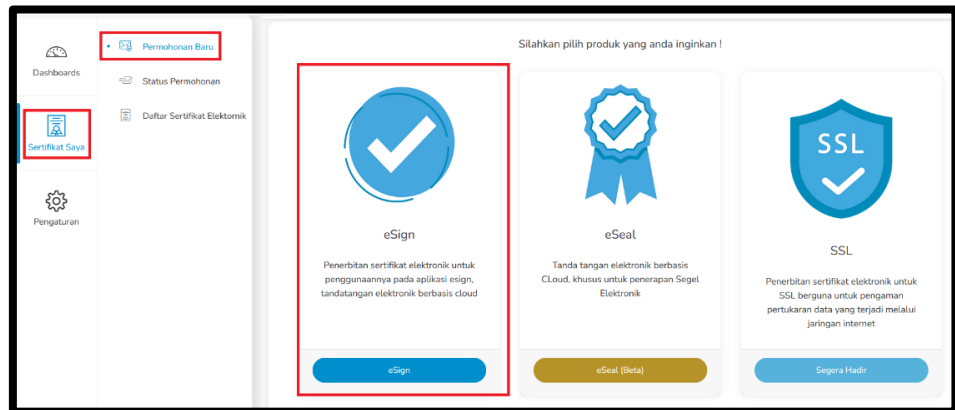 Dashboards
Sertifikat Saya
Pengaturan
Permohonan Baru
Status Permohonan
Daftar Sertifikat Elektornik
Silahkan pilih produk yang anda inginkan !
eSign
Penerbitan sertifikat elektronik untuk
penggunaannya pada aplikasi esign,
tandatangan elektronik berbasis cloud
eSign
eSeal
Tanda tangan elektronik berbasis
CLoud, khusus untuk penerapan Segel
Elektronik
eSeal (Beta)
SSL
SSL
Penerbitan sertifikat elektronik untuk
SSL berguna untuk pengaman
pertukaran data yang terjadi melalui
jaringan internet
Segera Hadir